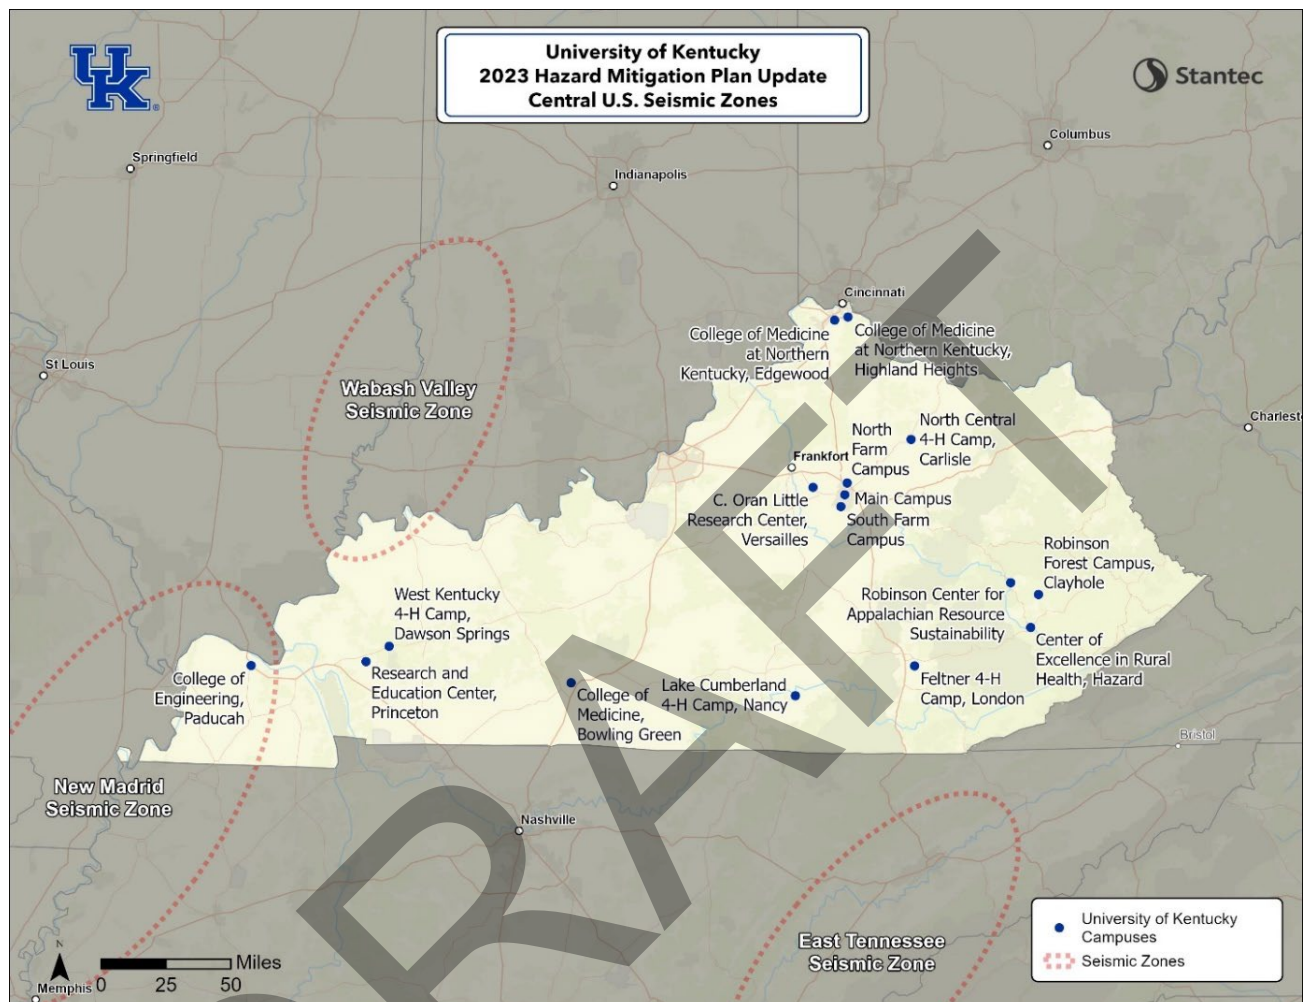 University of Kentucky
2023 Hazard Mitigation Plan Update
Central U.S. Seismic Zones
UK
®
Stantec
Columbus
Springfield
Indianapolis
Cincinnati
College of Medicine
at Northern
Kentucky, Edgewood
College of Medicine
at Northern Kentucky,
Highland Heights
St Louis
Wabash Valley
Seismic Zone
Charlest
North Central
4-H Camp,
Carlisle
North
Farm
Campus
Frankfort
C. Oran Little
Research Center,
Versailles
Main Campus
South Farm
Campus
Robinson
Forest Campus,
Clayhole
Robinson Center for
Appalachian Resource
Sustainability
West Kentucky
4-H Camp,
Dawson Springs
Center of
Excellence in Rural
Health, Hazard
College of
Engineering,
Paducah
Research and
Education Center,
Princeton
College of
Medicine,
Bowling Green
Lake Cumberland
4-H Camp, Nancy
Feltner 4-H
Camp, London
Bristol
New Madrid
Seismic Zone
Nashville
DRAFT
East Tennessee
Seismic Zone
University of Kentucky
Campuses
Seismic Zones
N
Miles
0 25 50
Memphis